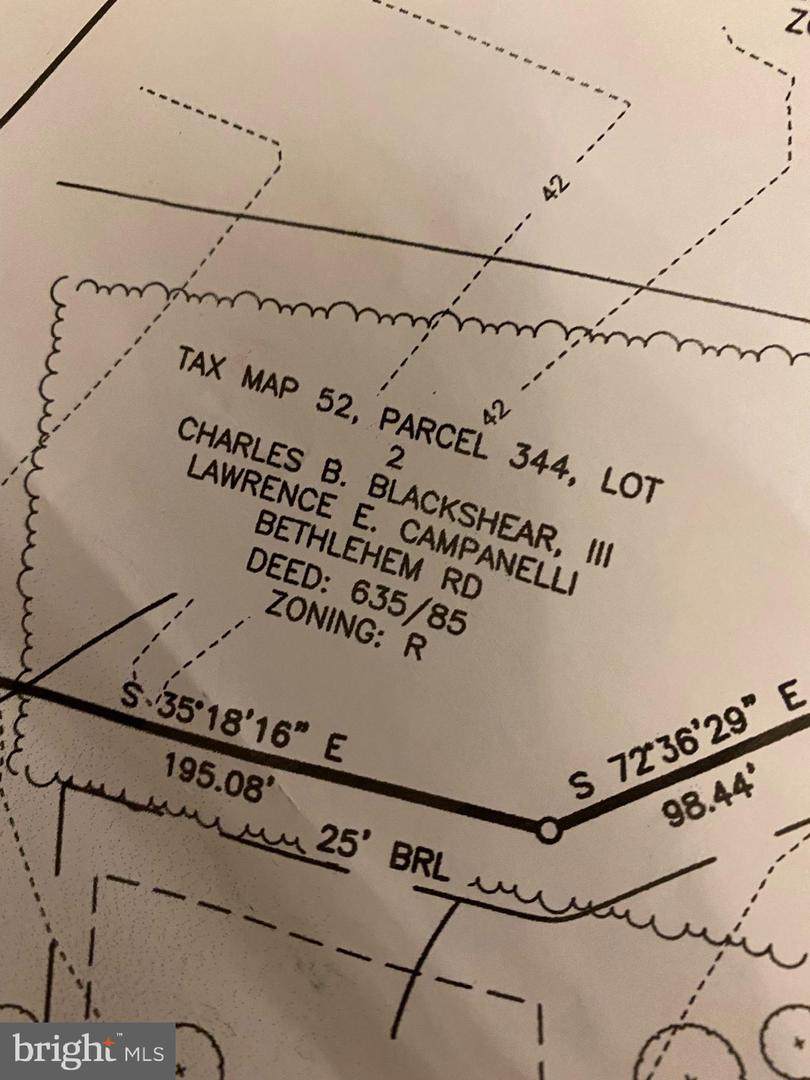 42
TAX MAP 52, PARCEL 344, LOT
42
2
CHARLES B. BLACKSHEAR, III
LAWRENCE E. CAMPANELLI
BETHLEHEM RD
DEED: 635/85
ZONING: R
S 35°18'16" E
195.08'
S 72°36'29" E
98.44'
25' BRL
bright™ MLS